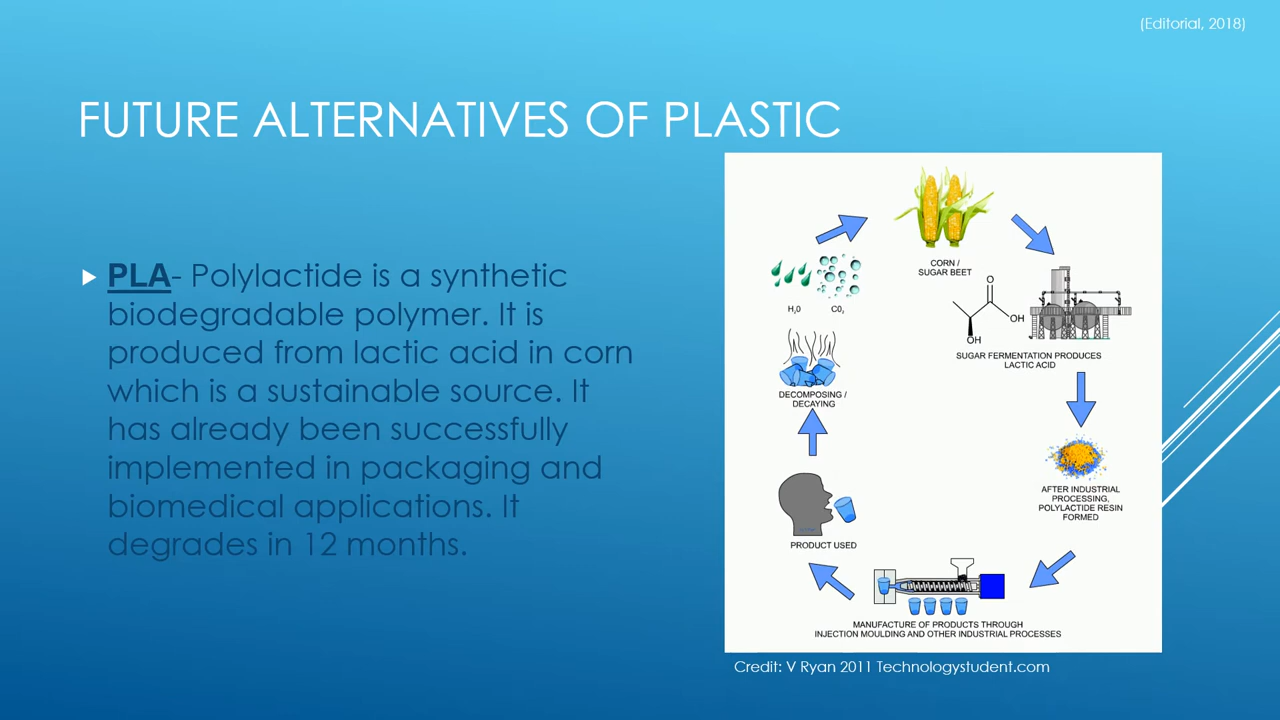 (Editorial, 2018)
FUTURE ALTERNATIVES OF PLASTIC
PLA- Polylactide is a synthetic
biodegradable polymer. It is
produced from lactic acid in corn
which is a sustainable source. It
has already been successfully
implemented in packaging and
biomedical applications. It
degrades in 12 months.
CORN /
SUGAR BEET
O
OH
OH
SUGAR FERMENTATION PRODUCES
LACTIC ACID
AFTER INDUSTRIAL
PROCESSING,
POLYLACTIDE RESIN
FORMED
MANUFACTURE OF PRODUCTS THROUGH
INJECTION MOULDING AND OTHER INDUSTRIAL PROCESSES
PRODUCT USED
DECOMPOSING /
DECAYING
H₂0
C0₂
Credit: V Ryan 2011 Technologystudent.com